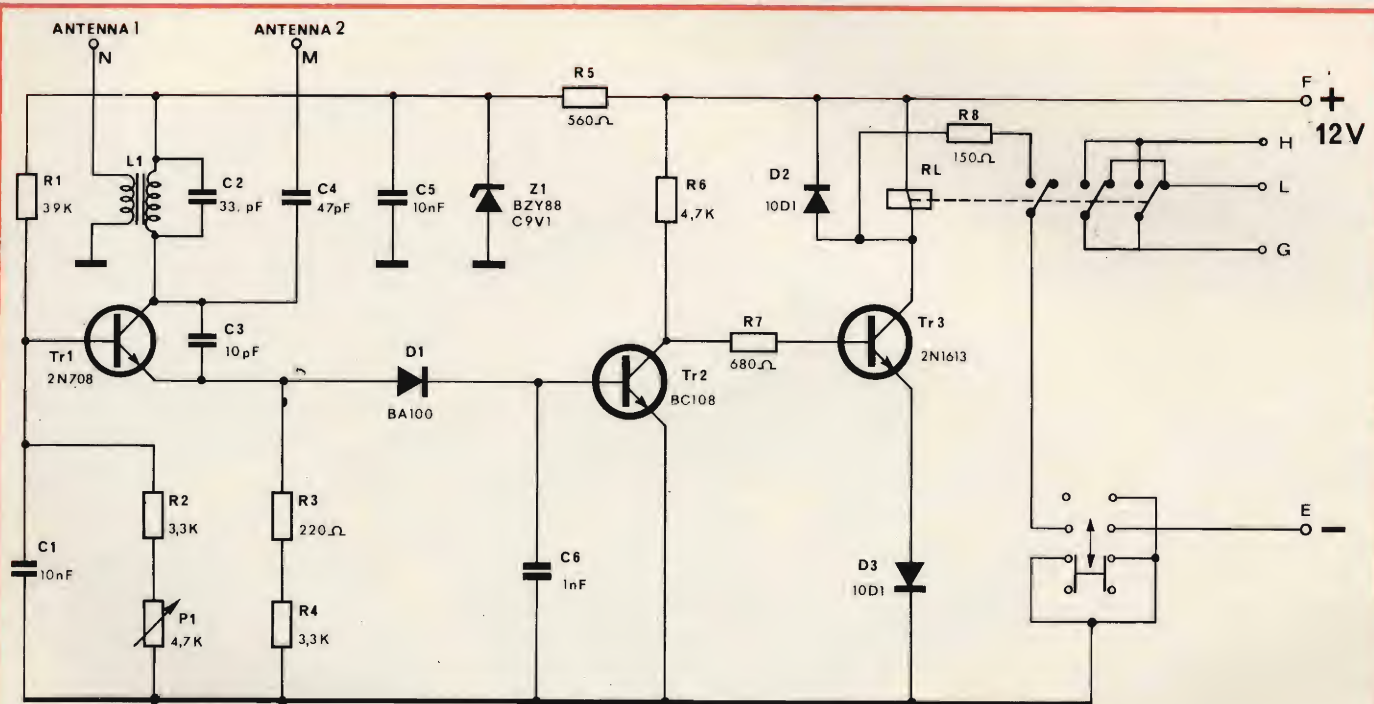 ANTENNA 1
N
ANTENNA 2
M
R5
560Ω
F
+
12V
R8
150Ω
H
L1
R1
39K
C2
33. pF
C4
47pF
C5
10nF
Z1
BZY88
C9V1
R6
4,7K
D2
10D1
RL
L
G
C3
10pF
Tr1
2N708
D1
BA100
Tr2
BC108
R7
680Ω
Tr3
2N1613
R2
3,3K
R3
220Ω
E
−
C1
10nF
C6
1nF
D3
10D1
P1
4,7K
R4
3,3K